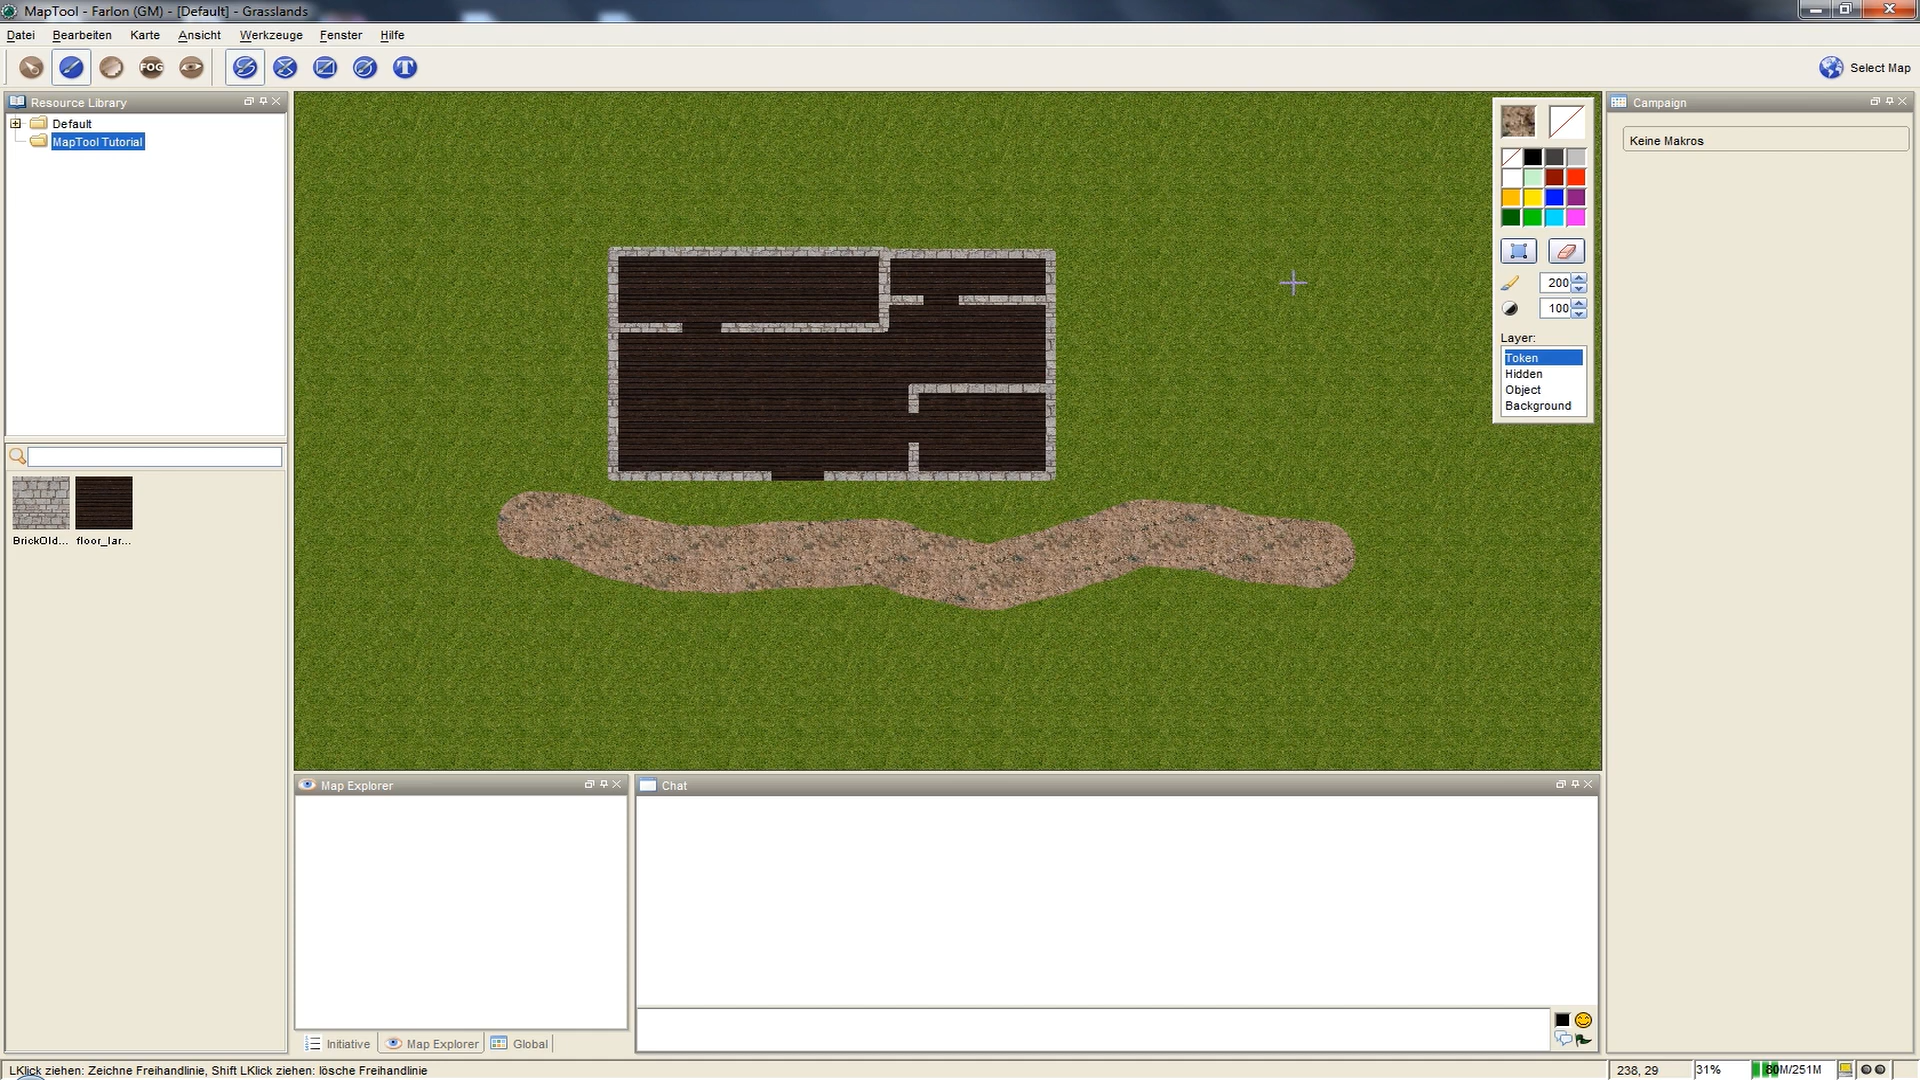 MapTool - Farlon (GM) - [Default] - Grasslands
Datei Bearbeiten Karte Ansicht Werkzeuge Fenster Hilfe
FOG
T
Select Map
Resource Library
Default
MapTool Tutorial
BrickOld... floor_lar...
200
100
Layer:
Token
Hidden
Object
Background
Campaign
Keine Makros
Map Explorer
Chat
Initiative Map Explorer Global
LKlick ziehen: Zeichne Freihandlinie, Shift LKlick ziehen: lösche Freihandlinie
238, 29 31% 80M/251M